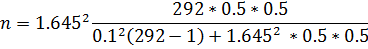 n = 1.645² 292 ∗ 0.5 ∗ 0.5 / 0.1²(292 − 1) + 1.645² ∗ 0.5 ∗ 0.5